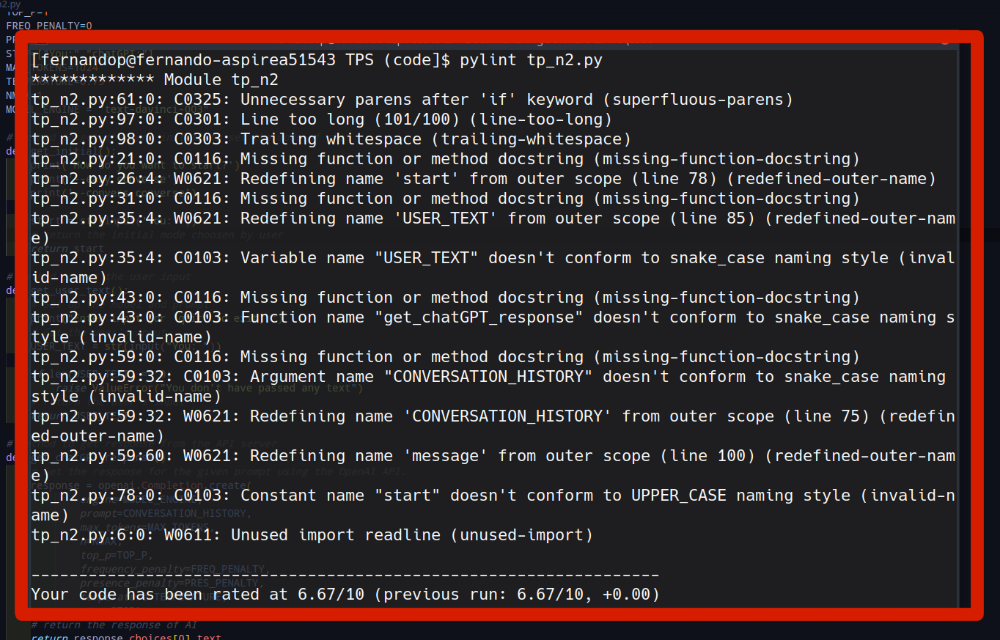 n2.py
TOP_P=1
FREQ_PENALTY=0
[fernandop@fernando-aspirea51543 TPS (code]$ pylint tp_n2.py
************* Module tp_n2
tp_n2.py:61:0: C0325: Unnecessary parens after 'if' keyword (superfluous-parens)
tp_n2.py:97:0: C0301: Line too long (101/100) (line-too-long)
tp_n2.py:98:0: C0303: Trailing whitespace (trailing-whitespace)
tp_n2.py:21:0: C0116: Missing function or method docstring (missing-function-docstring)
tp_n2.py:26:4: W0621: Redefining name 'start' from outer scope (line 78) (redefined-outer-name)
tp_n2.py:31:0: C0116: Missing function or method docstring (missing-function-docstring)
tp_n2.py:35:4: W0621: Redefining name 'USER_TEXT' from outer scope (line 85) (redefined-outer-nam
e)
tp_n2.py:35:4: C0103: Variable name "USER_TEXT" doesn't conform to snake_case naming style (inval
id-name)
tp_n2.py:43:0: C0116: Missing function or method docstring (missing-function-docstring)
tp_n2.py:43:0: C0103: Function name "get_chatGPT_response" doesn't conform to snake_case naming s
tyle (invalid-name)
tp_n2.py:59:0: C0116: Missing function or method docstring (missing-function-docstring)
tp_n2.py:59:32: C0103: Argument name "CONVERSATION_HISTORY" doesn't conform to snake_case naming
style (invalid-name)
tp_n2.py:59:32: W0621: Redefining name 'CONVERSATION_HISTORY' from outer scope (line 75) (redefin
ed-outer-name)
tp_n2.py:59:60: W0621: Redefining name 'message' from outer scope (line 100) (redefined-outer-nam
e)
tp_n2.py:78:0: C0103: Constant name "start" doesn't conform to UPPER_CASE naming style (invalid-n
ame)
tp_n2.py:6:0: W0611: Unused import readline (unused-import)
------------------------------------------------------------------
Your code has been rated at 6.67/10 (previous run: 6.67/10, +0.00)
# return the response of AI
return response.choices[0].text